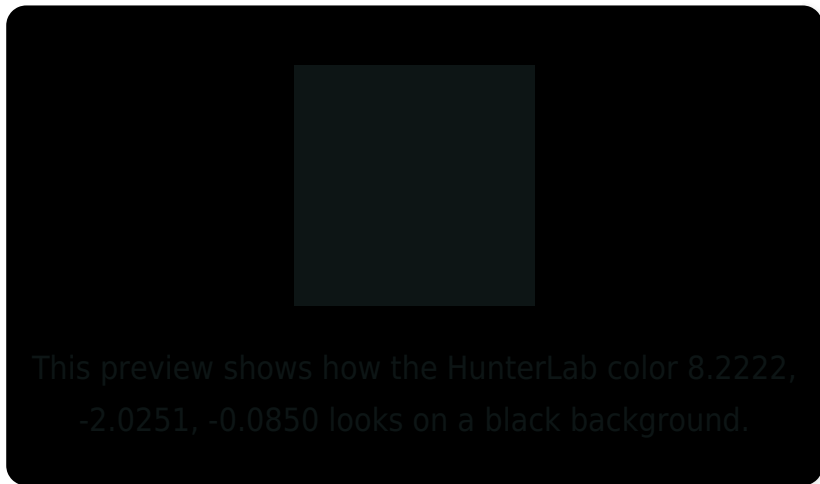 This preview shows how the HunterLab color 8.2222,
-2.0251, -0.0850 looks on a black background.